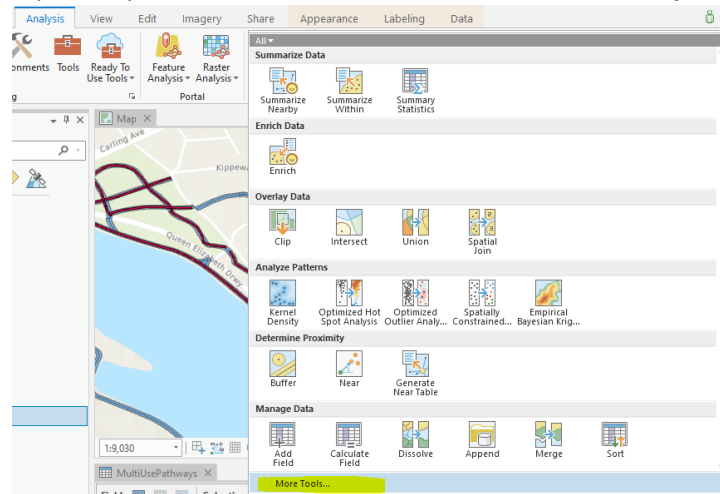 Analysis View Edit Imagery Share Appearance Labeling Data
onments Tools Ready To Use Tools Feature Analysis Raster Analysis
g Portal
Map
Carling Ave
Kippewa
Queen Elizabeth Drwy
1:9,030
MultiUsePathways
All
Summarize Data
Summarize Nearby
Summarize Within
Summary Statistics
Enrich Data
Enrich
Overlay Data
Clip Intersect Union Spatial Join
Analyze Patterns
Kernel Density
Optimized Hot Spot Analysis
Optimized Outlier Analy...
Spatially Constrained...
Empirical Bayesian Krig...
Determine Proximity
Buffer Near Generate Near Table
Manage Data
Add Field
Calculate Field
Dissolve Append Merge Sort
More Tools...